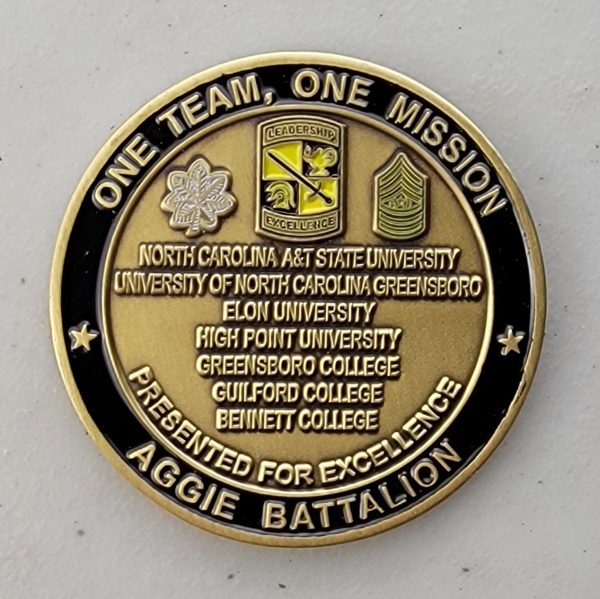 ONE TEAM, ONE MISSION
LEADERSHIP
EXCELLENCE
NORTH CAROLINA A&T STATE UNIVERSITY
UNIVERSITY OF NORTH CAROLINA GREENSBORO
ELON UNIVERSITY
HIGH POINT UNIVERSITY
GREENSBORO COLLEGE
GUILFORD COLLEGE
BENNETT COLLEGE
PRESENTED FOR EXCELLENCE
AGGIE BATTALION